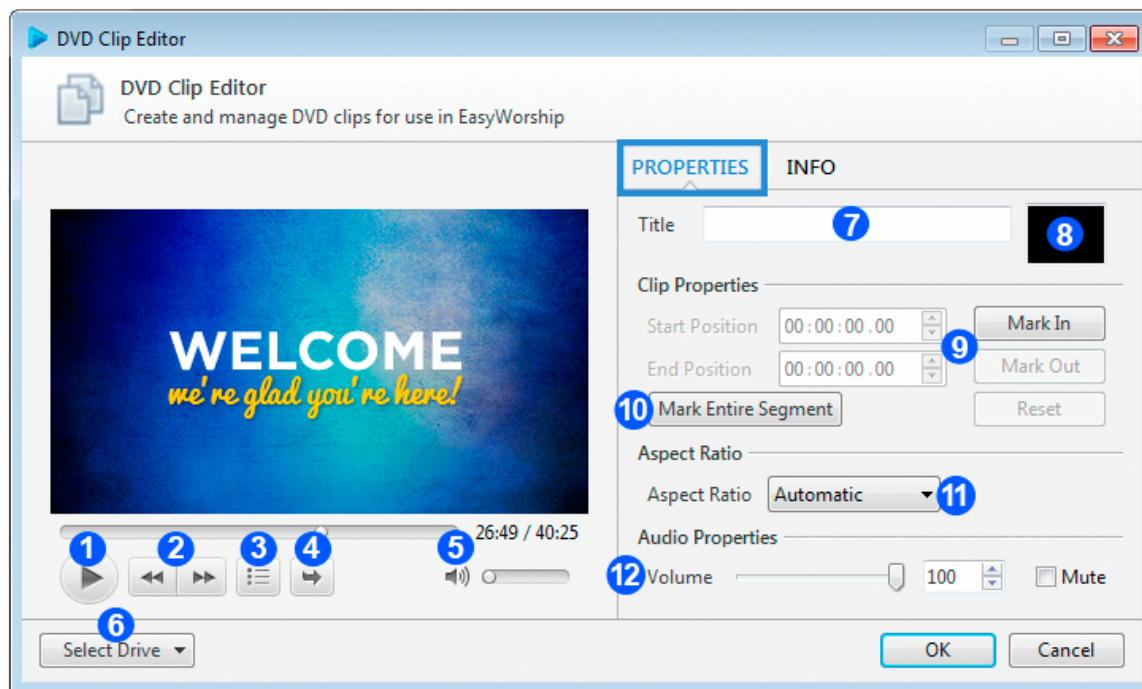 DVD Clip Editor
DVD Clip Editor
Create and manage DVD clips for use in EasyWorship
PROPERTIES INFO
Title 7 8
WELCOME
we're glad you're here!
Clip Properties
Start Position 00:00:00.00 Mark In
9
End Position 00:00:00.00 Mark Out
10 Mark Entire Segment Reset
Aspect Ratio
Aspect Ratio Automatic 11
26:49 / 40:25
1 2 3 4 5
Audio Properties
12 Volume 100 Mute
6
Select Drive OK Cancel